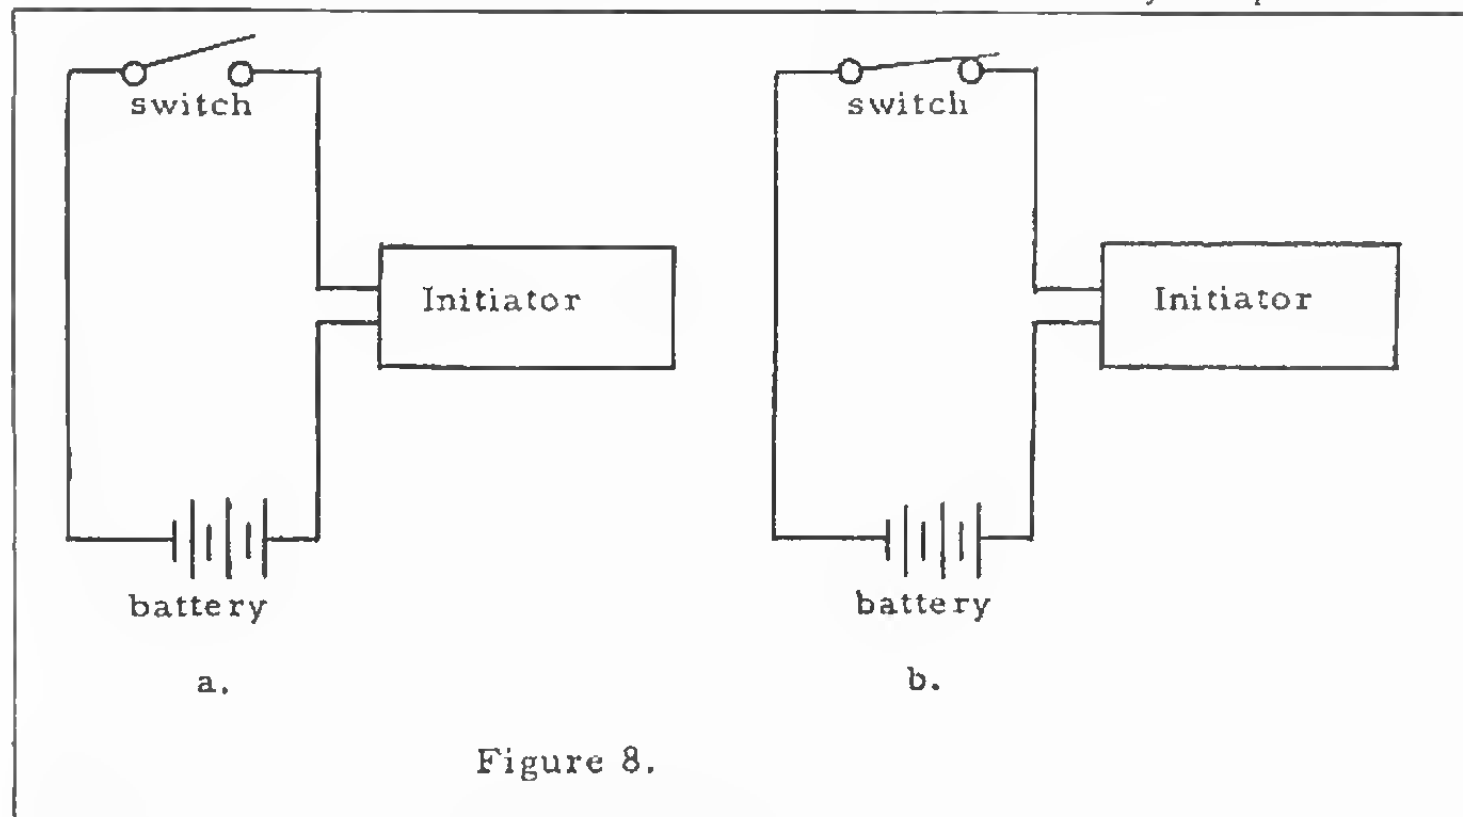 switch
Initiator
battery
a.
switch
Initiator
battery
b.
Figure 8.